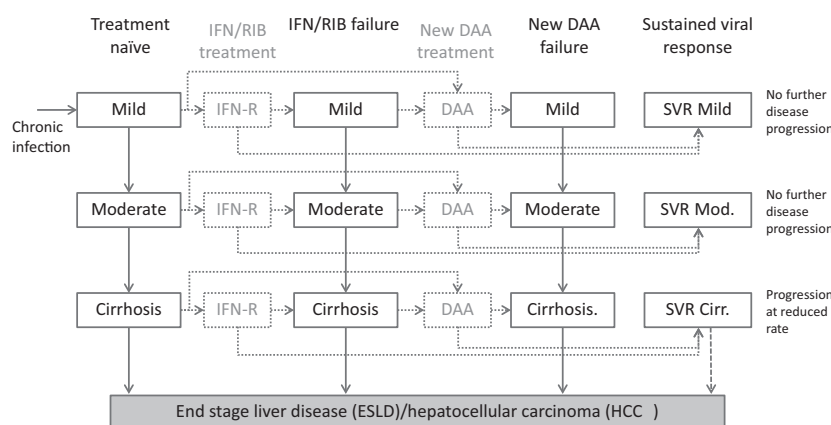 Treatment
naïve
IFN/RIB
treatment
IFN/RIB failure
New DAA
treatment
New DAA
failure
Sustained viral
response
Chronic
infection
Mild
IFN-R
Mild
DAA
Mild
SVR Mild
No further
disease
progression
Moderate
IFN-R
Moderate
DAA
Moderate
SVR Mod.
No further
disease
progression
Cirrhosis
IFN-R
Cirrhosis
DAA
Cirrhosis.
SVR Cirr.
Progression
at reduced
rate
End stage liver disease (ESLD)/hepatocellular carcinoma (HCC )